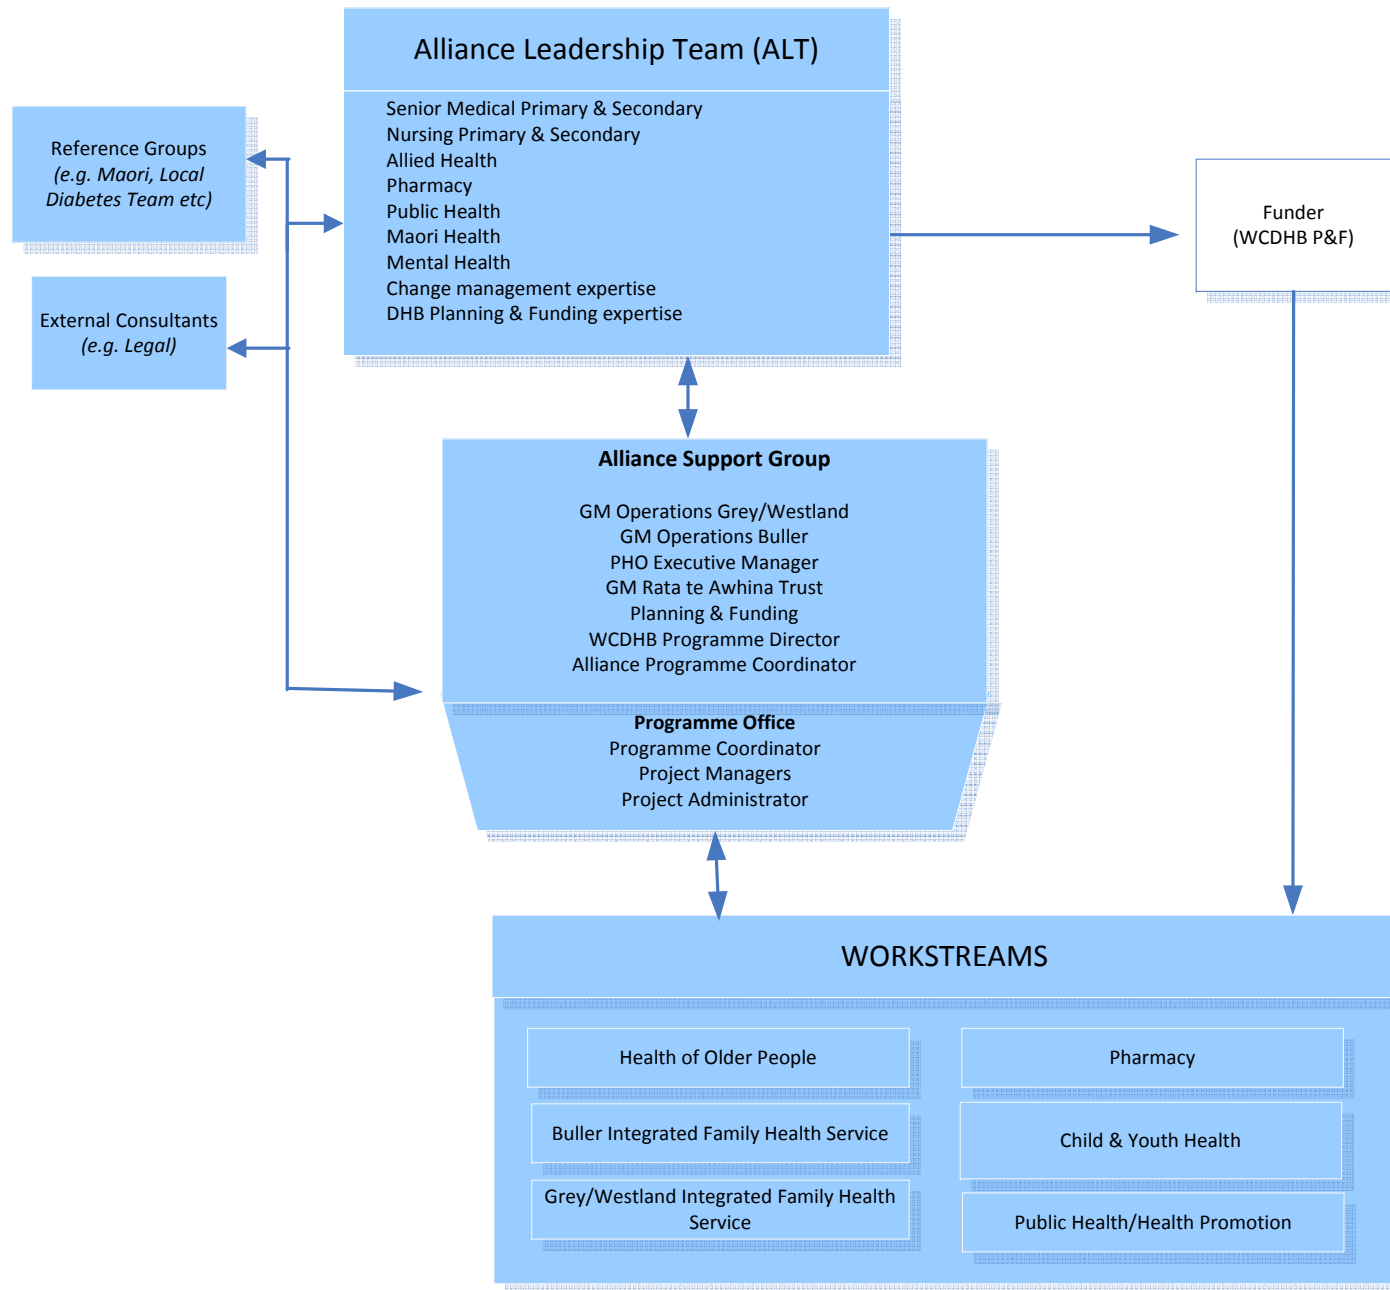 Alliance Leadership Team (ALT)
Senior Medical Primary & Secondary
Nursing Primary & Secondary
Allied Health
Pharmacy
Public Health
Maori Health
Mental Health
Change management expertise
DHB Planning & Funding expertise
Reference Groups
(e.g. Maori, Local
Diabetes Team etc)
External Consultants
(e.g. Legal)
Funder
(WCDHB P&F)
Alliance Support Group
GM Operations Grey/Westland
GM Operations Buller
PHO Executive Manager
GM Rata te Awhina Trust
Planning & Funding
WCDHB Programme Director
Alliance Programme Coordinator
Programme Office
Programme Coordinator
Project Managers
Project Administrator
WORKSTREAMS
Health of Older People
Pharmacy
Buller Integrated Family Health Service
Child & Youth Health
Grey/Westland Integrated Family Health
Service
Public Health/Health Promotion